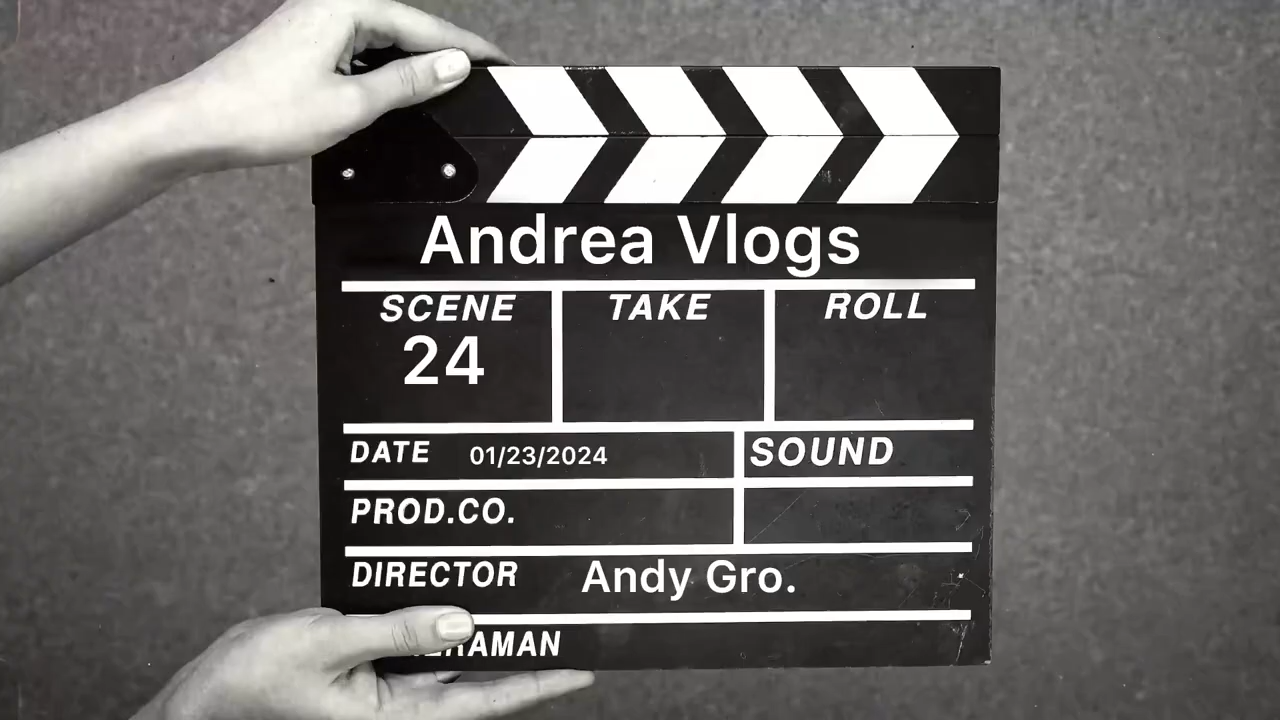 Andrea Vlogs
SCENE TAKE ROLL
24
DATE 01/23/2024 SOUND
PROD.CO.
DIRECTOR Andy Gro.